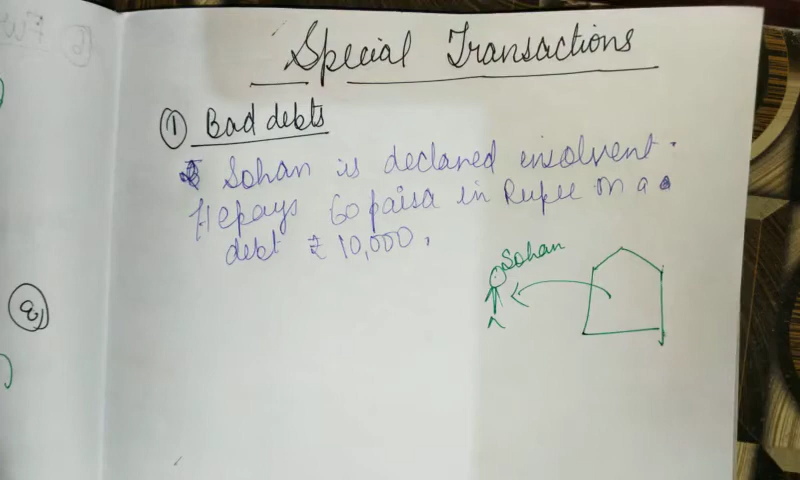 Special Transactions
① Bad debts
Sohan is declared insolvent.
He pays 60 paisa in Rupee on a
debt ₹ 10,000.
Sohan